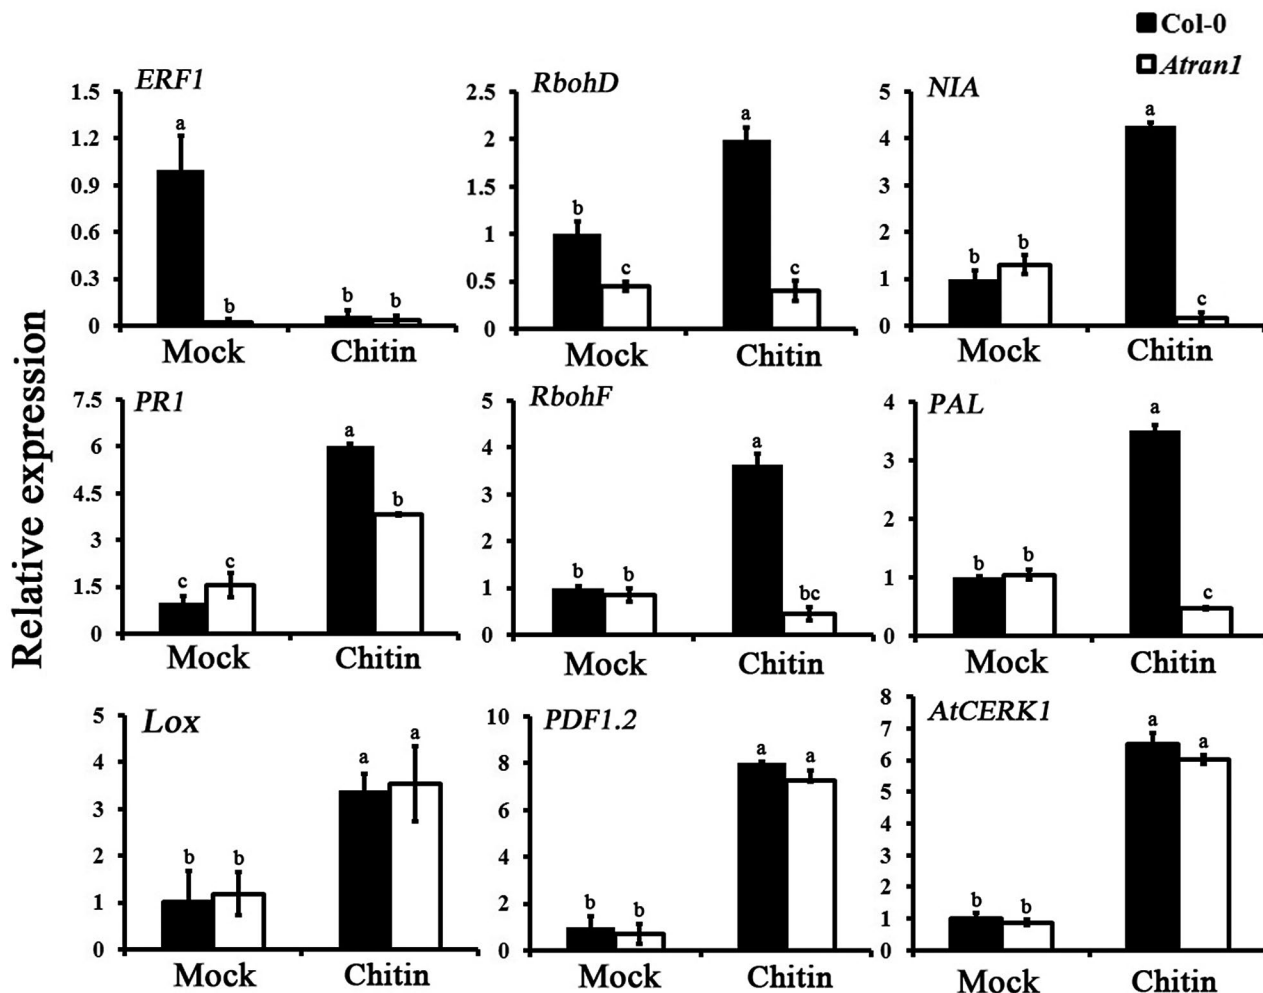 Col-0
Atran1
Relative expression
ERF1
1.5
1.2
0.9
0.6
0.3
0
a
b
b
b
Mock Chitin
RbohD
2.5
2
1.5
1
0.5
0
b
c
a
c
Mock Chitin
NIA
5
4
3
2
1
0
b
b
a
c
Mock Chitin
PR1
7.5
6
4.5
3
1.5
0
c
c
a
b
Mock Chitin
RbohF
5
4
3
2
1
0
b
b
a
bc
Mock Chitin
PAL
4
3
2
1
0
b
b
a
c
Mock Chitin
Lox
5
4
3
2
1
0
b
b
a
a
Mock Chitin
PDF1.2
10
8
6
4
2
0
b
b
a
a
Mock Chitin
AtCERK1
8
7
6
5
4
3
2
1
0
b
b
a
a
Mock Chitin